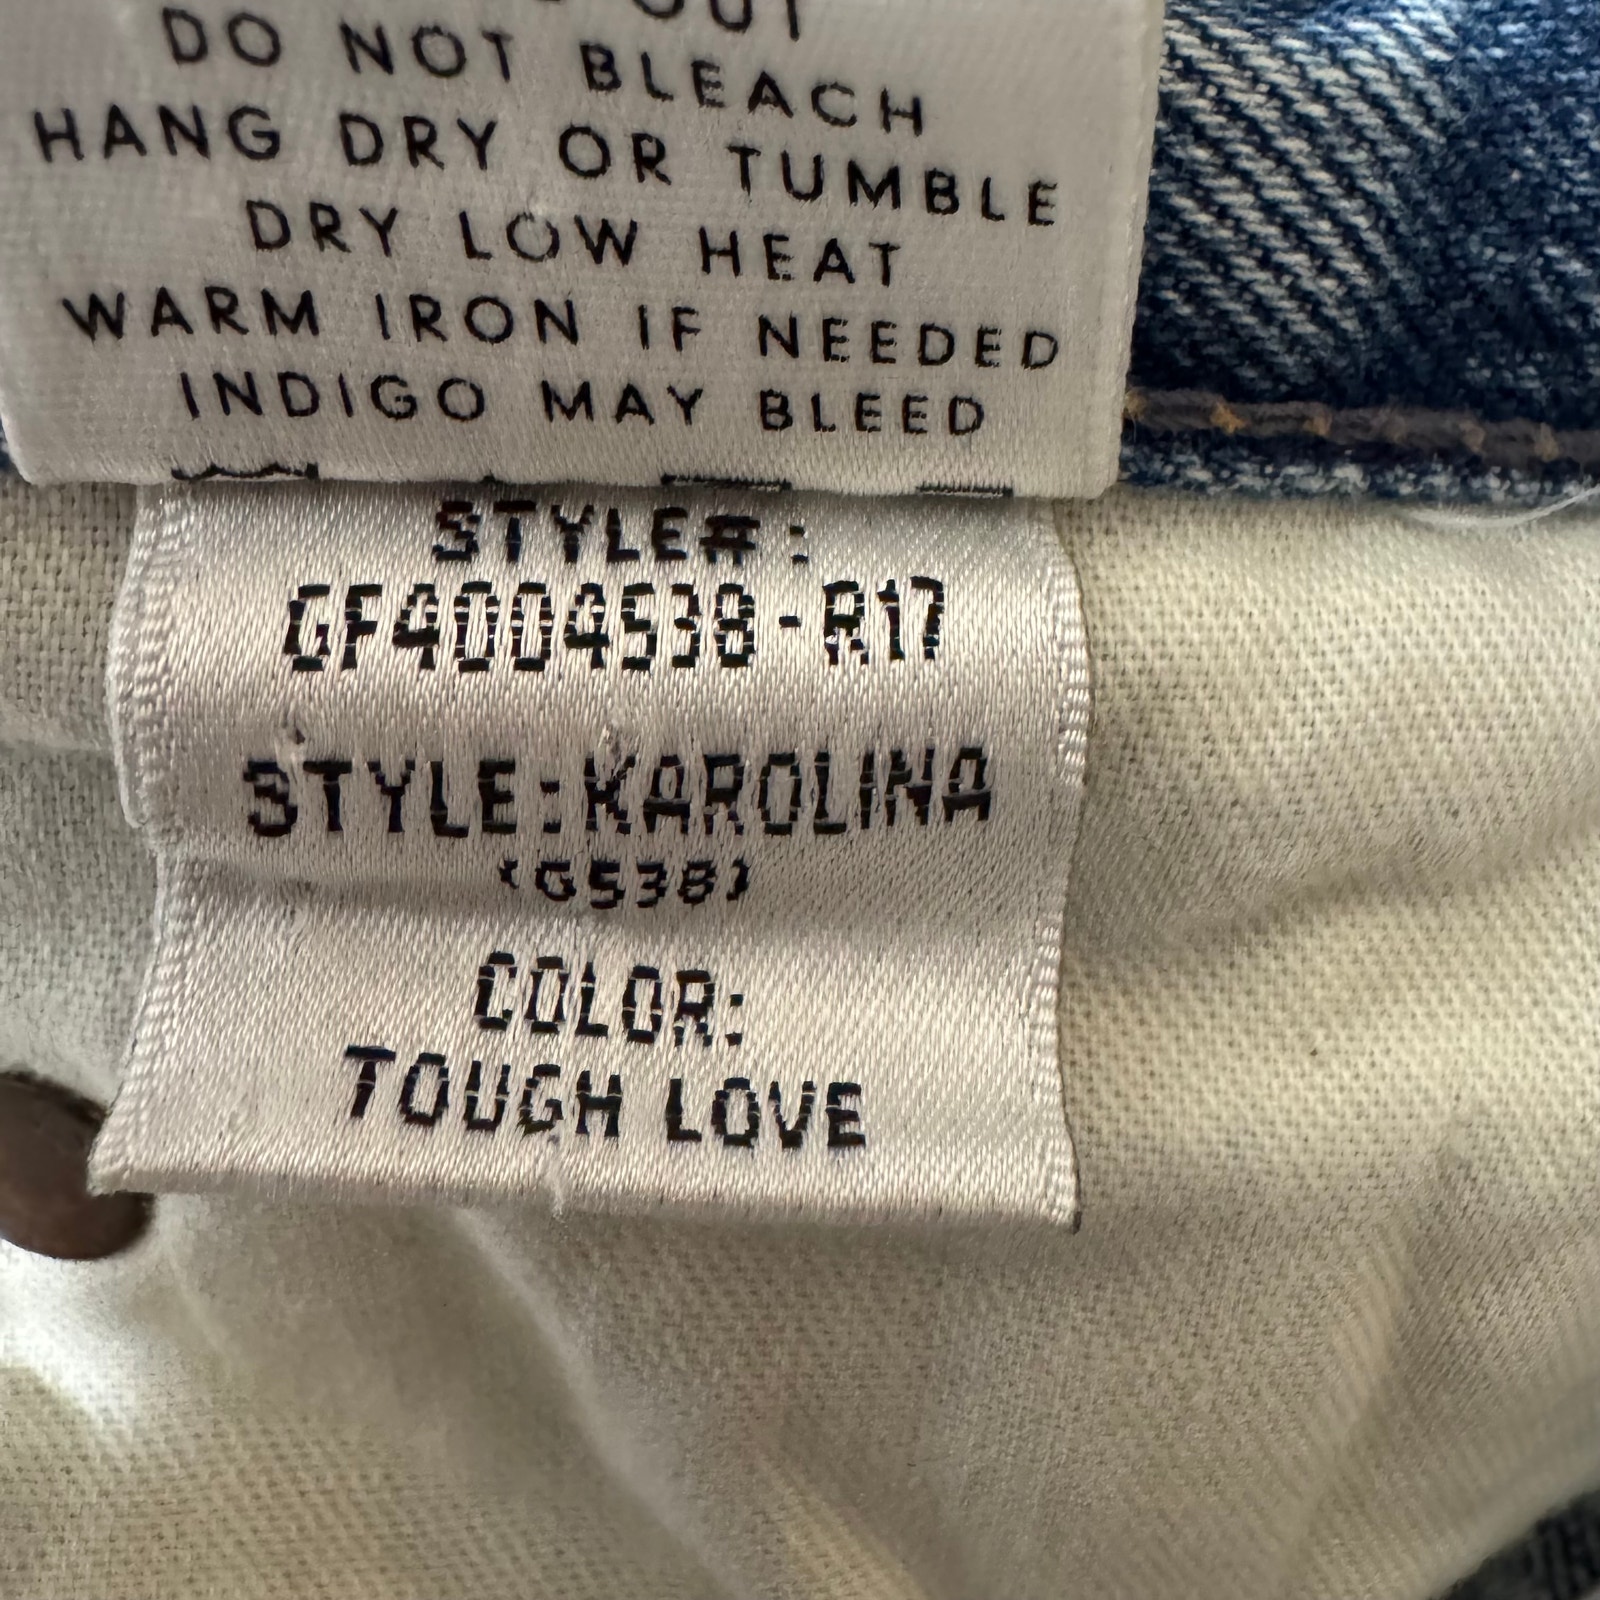 OUT
DO NOT BLEACH
HANG DRY OR TUMBLE
DRY LOW HEAT
WARM IRON IF NEEDED
INDIGO MAY BLEED
STYLE#:
GF4004538-R17
STYLE:KAROLINA
(G538)
COLOR:
TOUGH LOVE